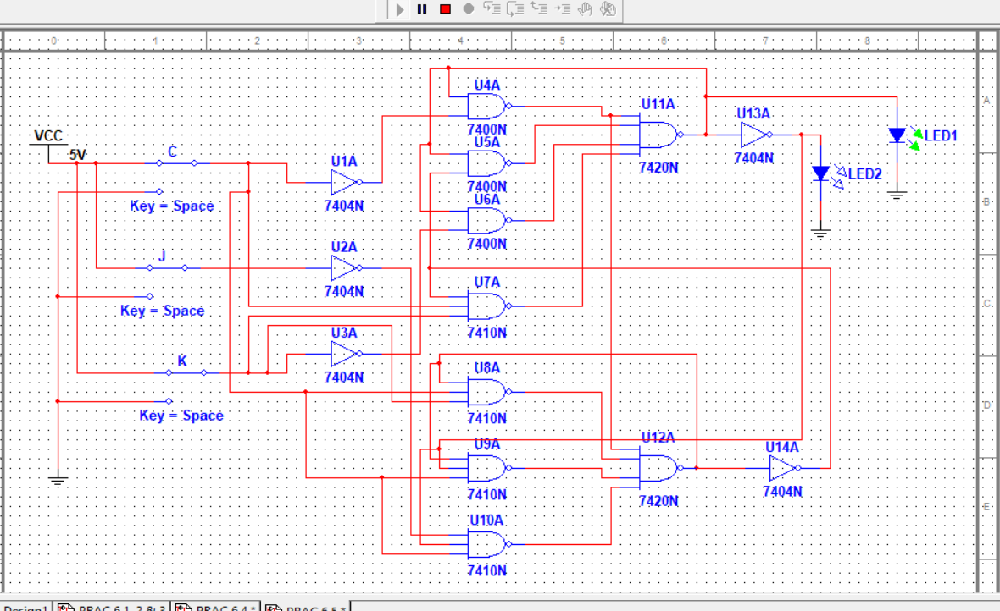 0 1 2 3 4 5 6 7 8
A
B
C
D
E
VCC
5V
C
Key = Space
J
Key = Space
K
Key = Space
U1A
7404N
U2A
7404N
U3A
7404N
U4A
7400N
U5A
7400N
U6A
7400N
U7A
7410N
U8A
7410N
U9A
7410N
U10A
7410N
U11A
7420N
U12A
7420N
U13A
7404N
U14A
7404N
LED1
LED2
Design1
PRAC 6.4 *
PRAC 6.5 *